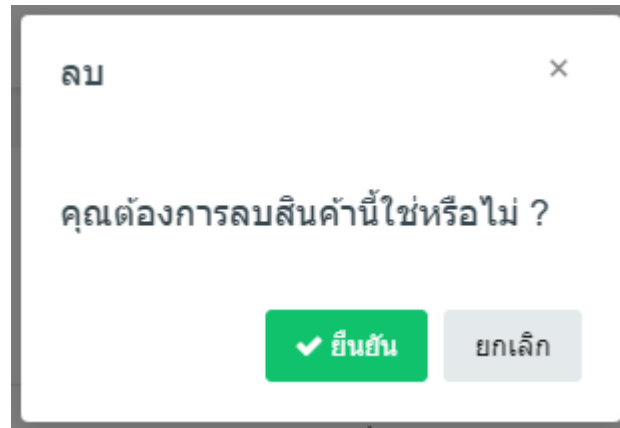 ลบ ×
คุณต้องการลบสินค้านี้ใช่หรือไม่ ?
✔ ยืนยัน ยกเลิก